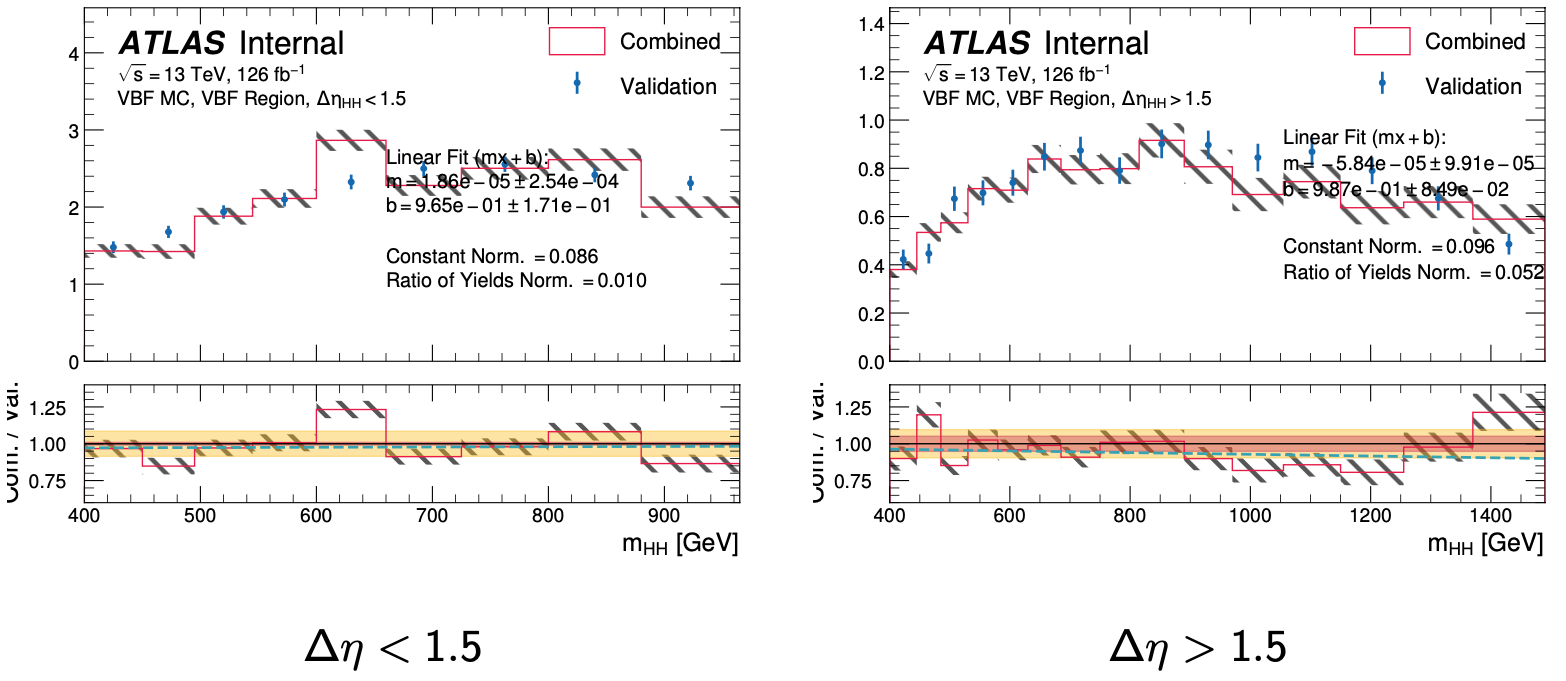 ATLAS Internal
√s = 13 TeV, 126 fb⁻¹
VBF MC, VBF Region, Δη_HH < 1.5
Combined
Validation
Linear Fit (mx + b):
m = 1.86e − 05 ± 2.54e − 04
b = 9.65e − 01 ± 1.71e − 01
Constant Norm. = 0.086
Ratio of Yields Norm. = 0.010
4
3
2
1
0
Com. / Val.
1.25
1.00
0.75
400 500 600 700 800 900
m_HH [GeV]
Δη < 1.5
ATLAS Internal
√s = 13 TeV, 126 fb⁻¹
VBF MC, VBF Region, Δη_HH > 1.5
Combined
Validation
Linear Fit (mx + b):
m = −5.84e − 05 ± 9.91e − 05
b = 9.87e − 01 ± 8.49e − 02
Constant Norm. = 0.096
Ratio of Yields Norm. = 0.052
1.4
1.2
1.0
0.8
0.6
0.4
0.2
0.0
Com. / Val.
1.25
1.00
0.75
400 600 800 1000 1200 1400
m_HH [GeV]
Δη > 1.5